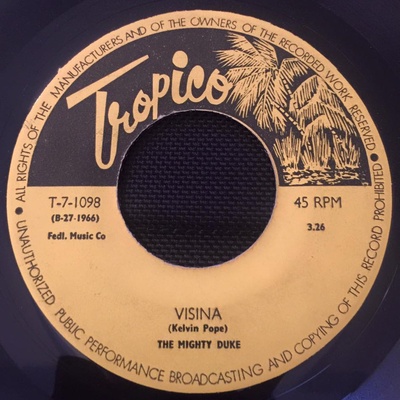 ALL RIGHTS OF THE MANUFACTURERS AND OF THE OWNERS OF THE RECORDED WORK RESERVED •
Tropico
T-7-1098
(B-27-1966)
Fedl. Music Co
45 RPM
3.26
VISINA
(Kelvin Pope)
THE MIGHTY DUKE
• UNAUTHORIZED PUBLIC PERFORMANCE BROADCASTING AND COPYING OF THIS RECORD PROHIBITED